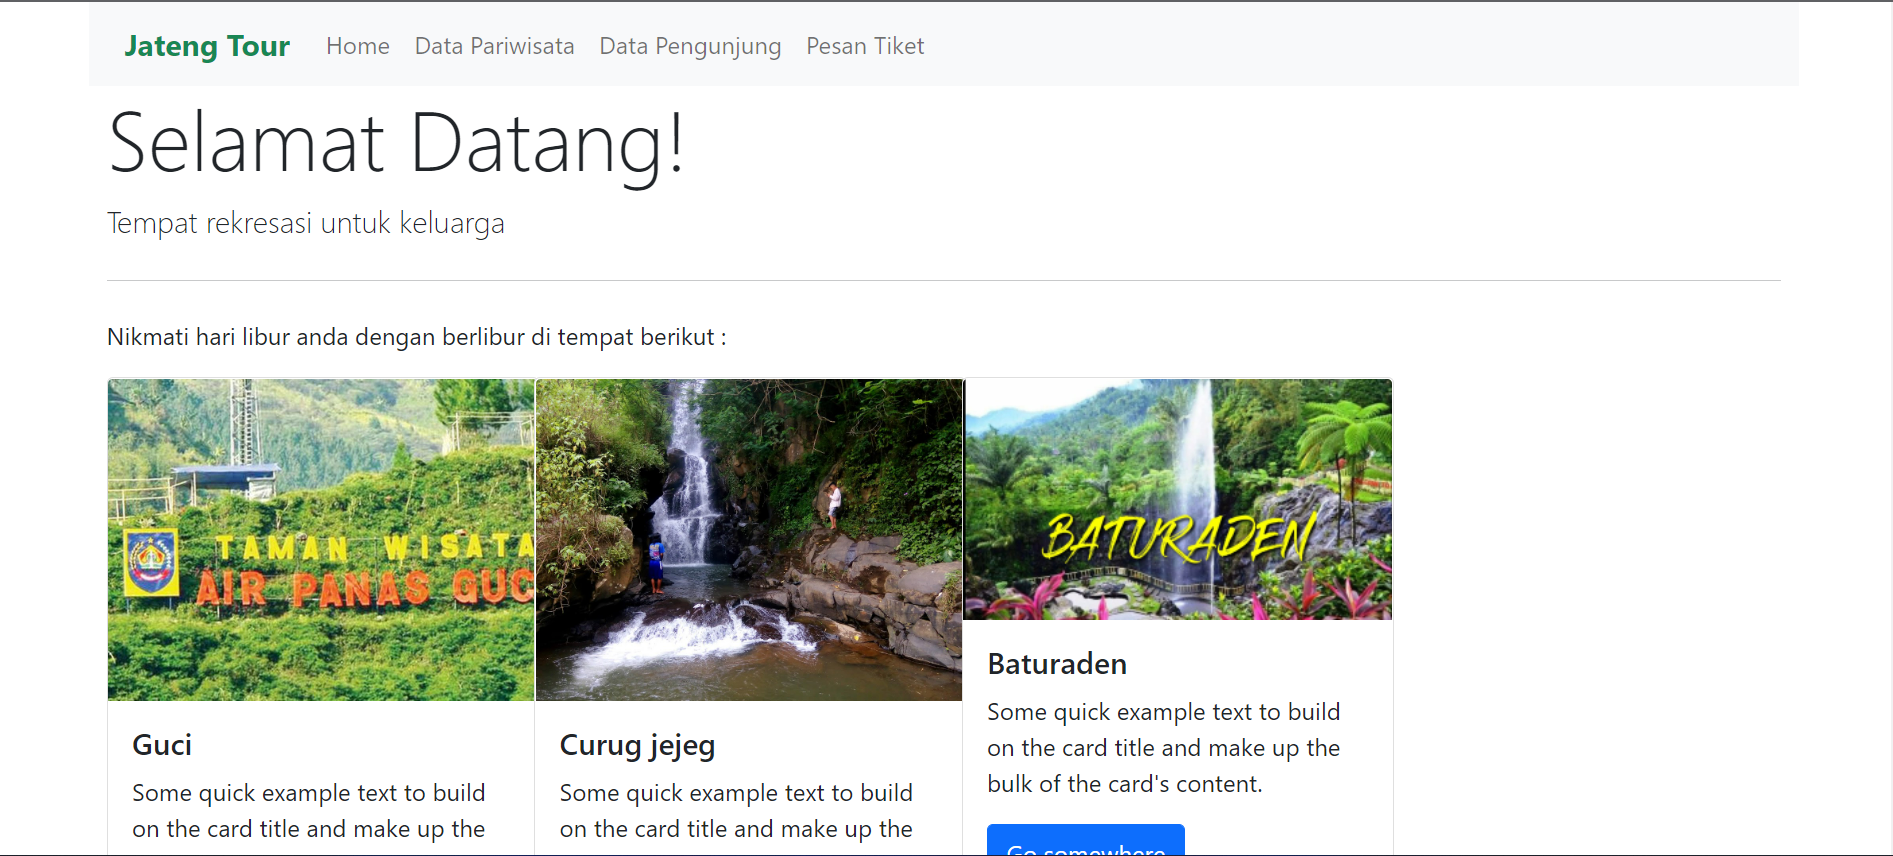 Jateng Tour Home Data Pariwisata Data Pengunjung Pesan Tiket
Selamat Datang!
Tempat rekresasi untuk keluarga
Nikmati hari libur anda dengan berlibur di tempat berikut :
TAMAN WISATA
AIR PANAS GUC
BATURADEN
Guci
Some quick example text to build
on the card title and make up the
Curug jejeg
Some quick example text to build
on the card title and make up the
Baturaden
Some quick example text to build
on the card title and make up the
bulk of the card's content.
Go somewhere